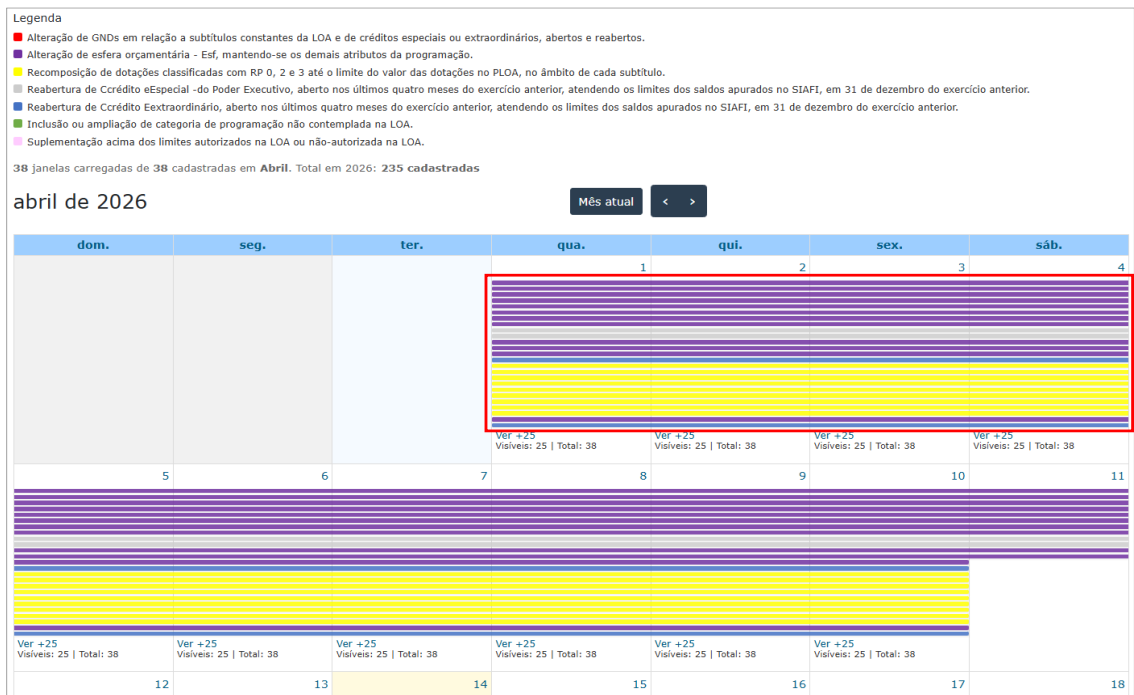 Legenda
Alteração de GNDs em relação a subtítulos constantes da LOA e de créditos especiais ou extraordinários, abertos e reabertos.
Alteração de esfera orçamentária - Esf, mantendo-se os demais atributos da programação.
Recomposição de dotações classificadas com RP 0, 2 e 3 até o limite do valor das dotações no PLOA, no âmbito de cada subtítulo.
Reabertura de Ccrédito eEspecial -do Poder Executivo, aberto nos últimos quatro meses do exercício anterior, atendendo os limites dos saldos apurados no SIAFI, em 31 de dezembro do exercício anterior.
Reabertura de Ccrédito Eextraordinário, aberto nos últimos quatro meses do exercício anterior, atendendo os limites dos saldos apurados no SIAFI, em 31 de dezembro do exercício anterior.
Inclusão ou ampliação de categoria de programação não contemplada na LOA.
Suplementação acima dos limites autorizados na LOA ou não-autorizada na LOA.
38 janelas carregadas de 38 cadastradas em Abril. Total em 2026: 235 cadastradas
abril de 2026 Mês atual < >
dom. seg. ter. qua. qui. sex. sáb.
1 2 3 4
Ver +25 Ver +25 Ver +25 Ver +25
Visíveis: 25 | Total: 38 Visíveis: 25 | Total: 38 Visíveis: 25 | Total: 38 Visíveis: 25 | Total: 38
5 6 7 8 9 10 11
Ver +25 Ver +25 Ver +25 Ver +25 Ver +25 Ver +25
Visíveis: 25 | Total: 38 Visíveis: 25 | Total: 38 Visíveis: 25 | Total: 38 Visíveis: 25 | Total: 38 Visíveis: 25 | Total: 38 Visíveis: 25 | Total: 38
12 13 14 15 16 17 18